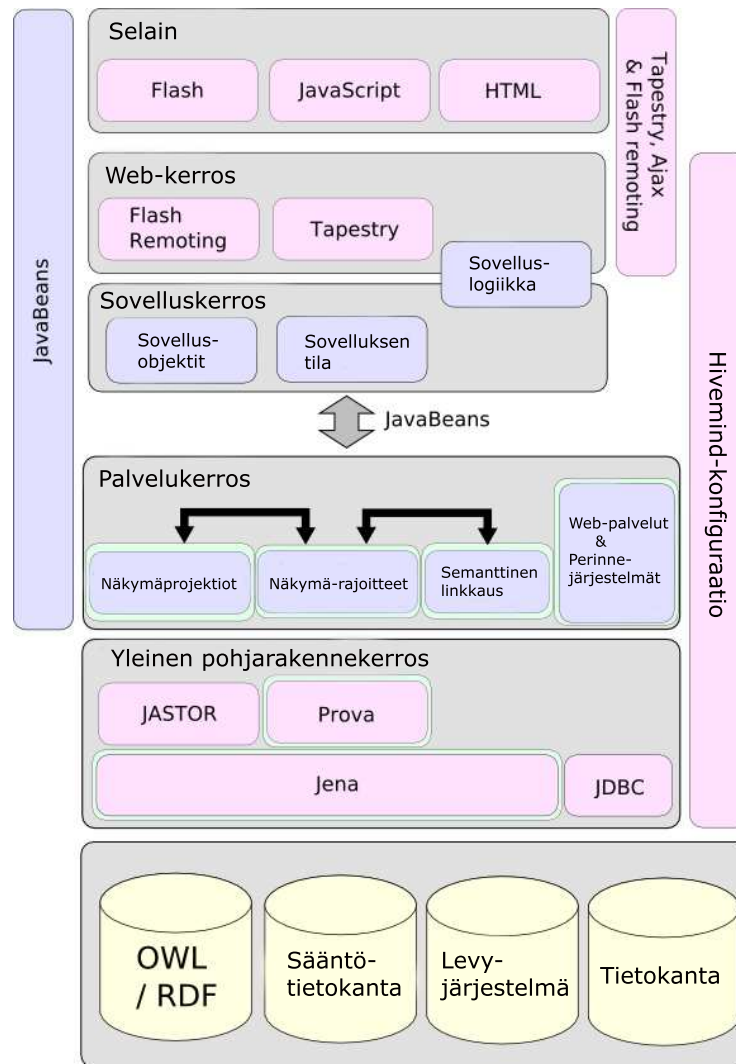 Selain
Flash
JavaScript
HTML
Tapestry, Ajax
& Flash remoting
JavaBeans
Web-kerros
Flash
Remoting
Tapestry
Sovellus-
logiikka
Sovelluskerros
Sovellus-
objektit
Sovelluksen
tila
JavaBeans
Hivemind-konfiguraatio
Palvelukerros
Näkymäprojektiot
Näkymä-rajoitteet
Semanttinen
linkkaus
Web-palvelut
&
Perinne-
järjestelmät
Yleinen pohjarakennekerros
JASTOR
Prova
Jena
JDBC
OWL
/ RDF
Sääntö-
tietokanta
Levy-
järjestelmä
Tietokanta